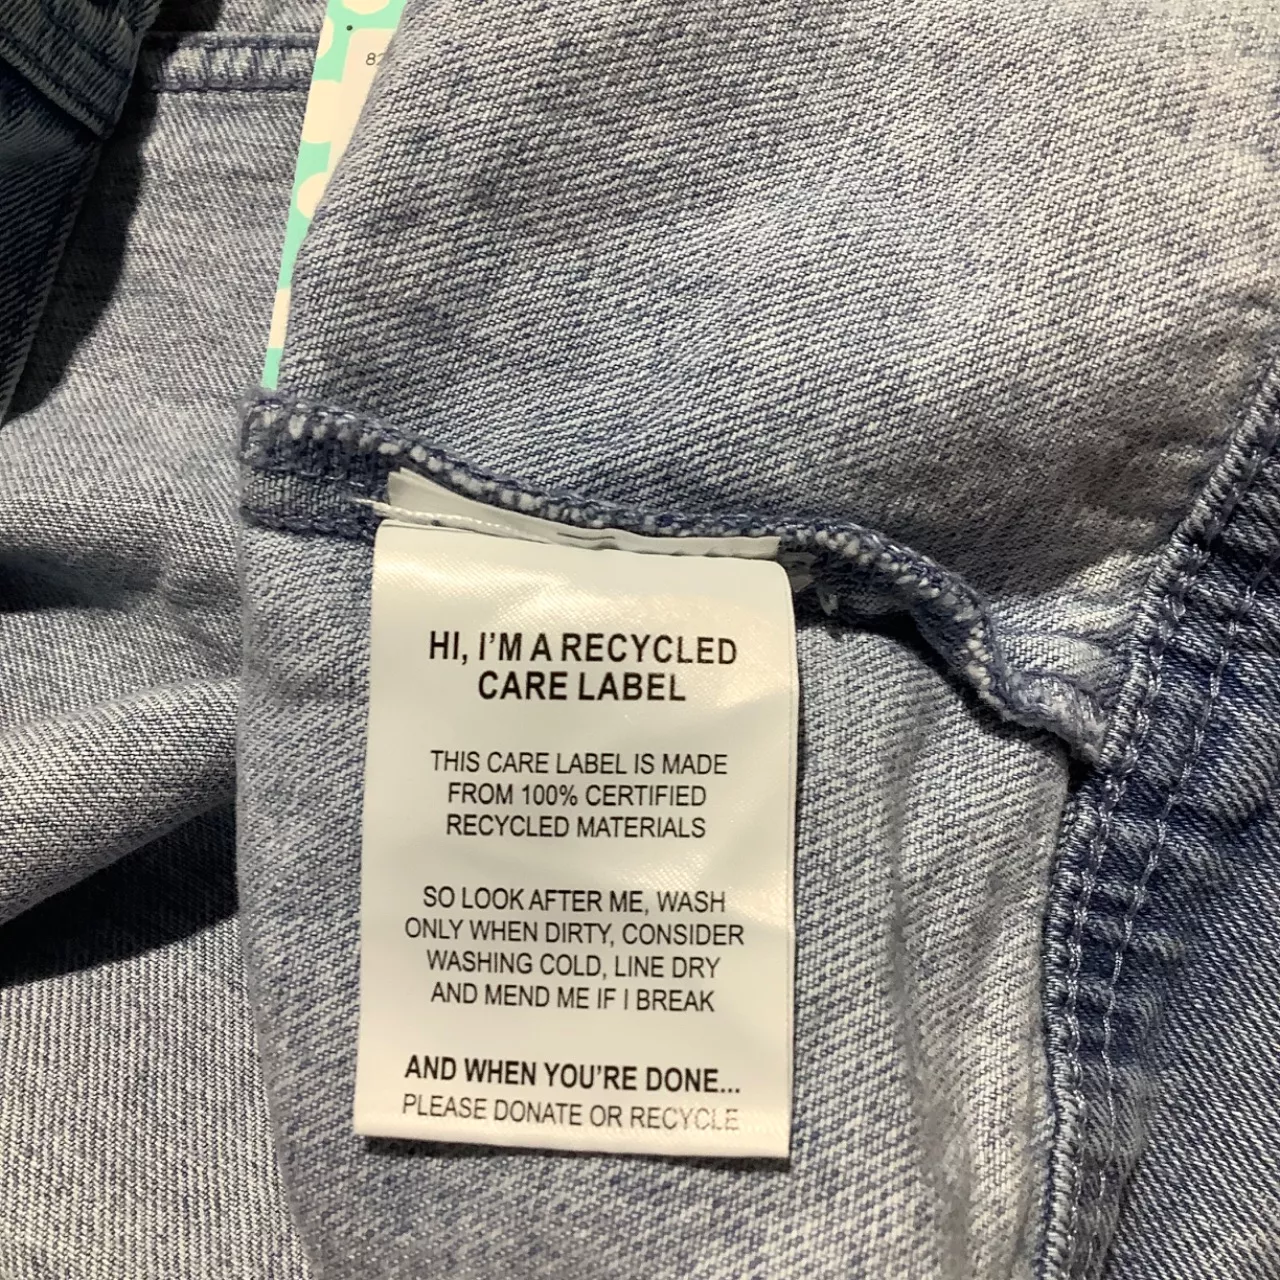 HI, I'M A RECYCLED
CARE LABEL
THIS CARE LABEL IS MADE
FROM 100% CERTIFIED
RECYCLED MATERIALS
SO LOOK AFTER ME, WASH
ONLY WHEN DIRTY, CONSIDER
WASHING COLD, LINE DRY
AND MEND ME IF I BREAK
AND WHEN YOU'RE DONE...
PLEASE DONATE OR RECYCLE